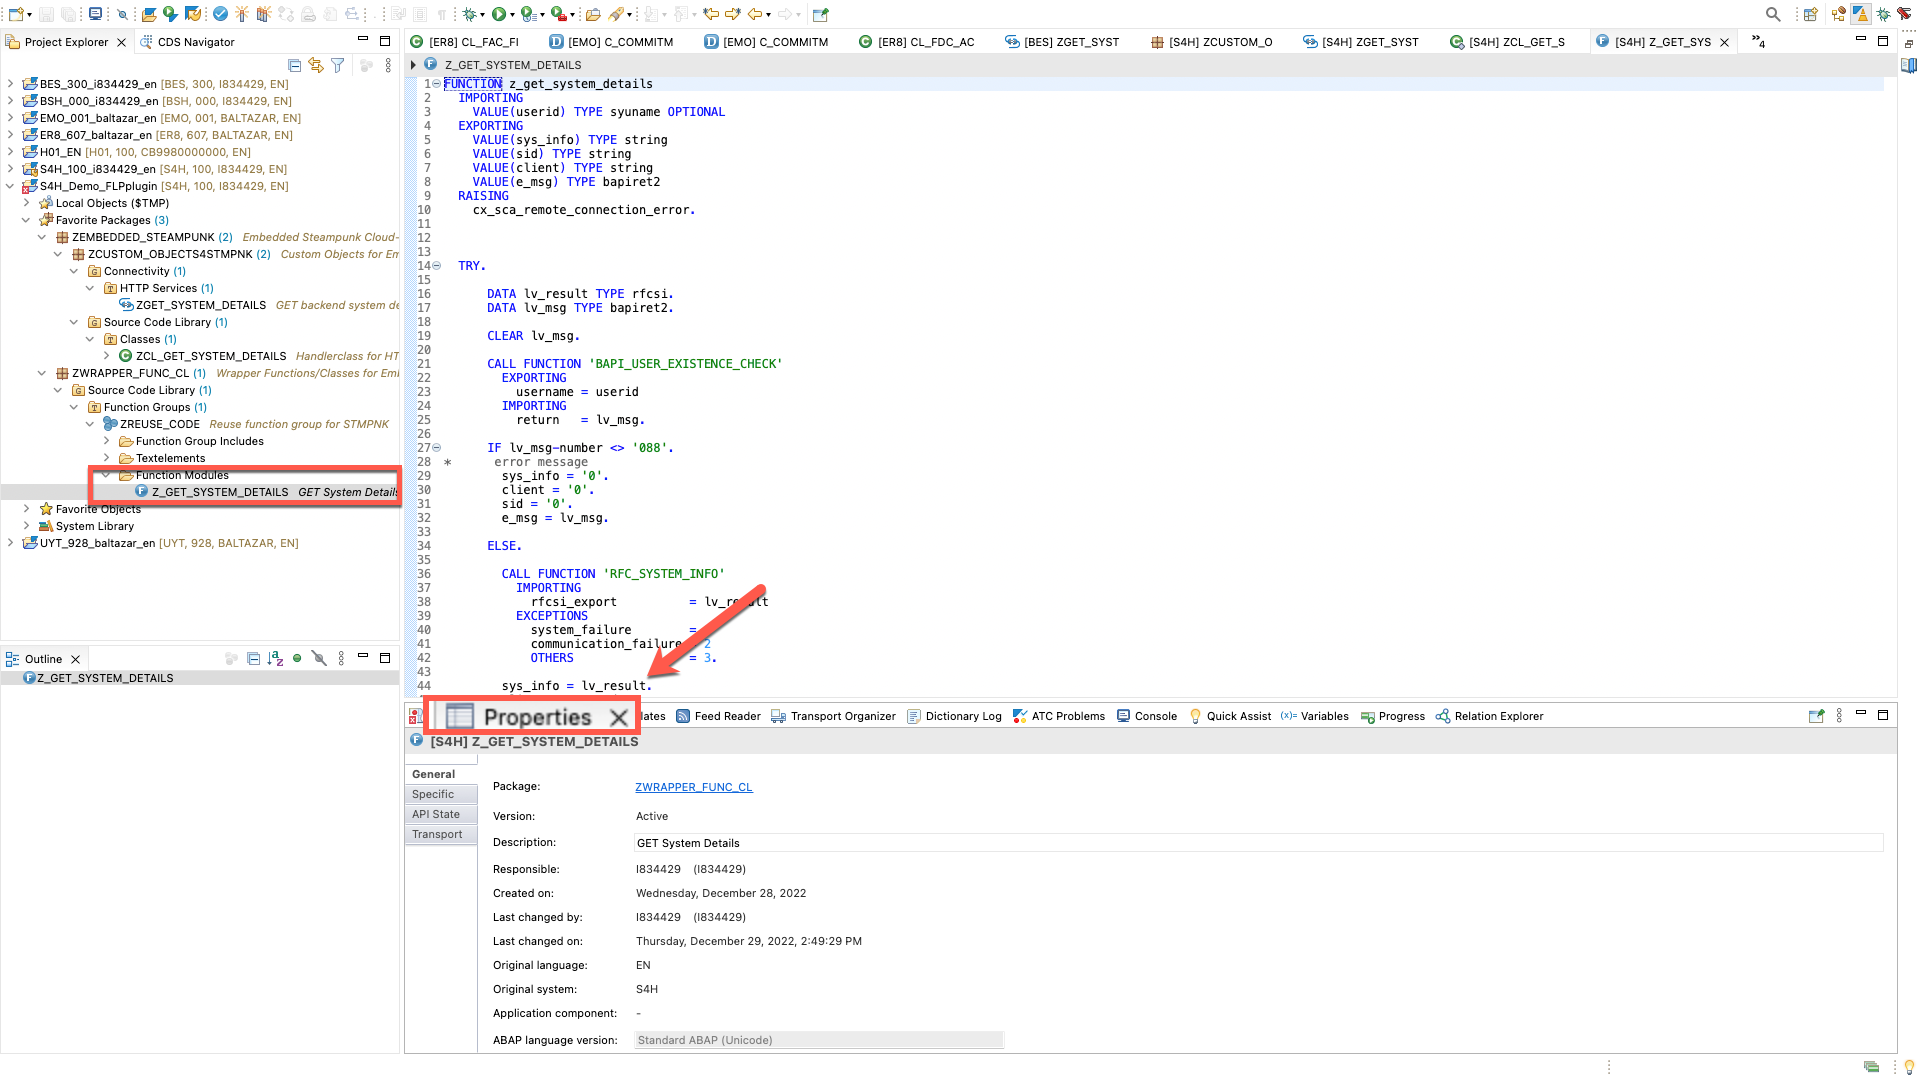 Project Explorer
CDS Navigator
BES_300_i834429_en [BES, 300, I834429, EN]
BSH_000_i834429_en [BSH, 000, I834429, EN]
EMO_001_baltazar_en [EMO, 001, BALTAZAR, EN]
ER8_607_baltazar_en [ER8, 607, BALTAZAR, EN]
H01_EN [H01, 100, CB9980000000, EN]
S4H_100_i834429_en [S4H, 100, I834429, EN]
S4H_Demo_FLPplugin [S4H, 100, I834429, EN]
Local Objects ($TMP)
Favorite Packages (3)
ZEMBEDDED_STEAMPUNK (2) Embedded Steampunk Cloud-
ZCUSTOM_OBJECTS4STMPNK (2) Custom Objects for Em
Connectivity (1)
HTTP Services (1)
ZGET_SYSTEM_DETAILS GET backend system de
Source Code Library (1)
Classes (1)
ZCL_GET_SYSTEM_DETAILS Handlerclass for HT
ZWRAPPER_FUNC_CL (1) Wrapper Functions/Classes for Em
Source Code Library (1)
Function Groups (1)
ZREUSE_CODE Reuse function group for STMPNK
Function Group Includes
Textelements
Function Modules
Z_GET_SYSTEM_DETAILS GET System Details
Favorite Objects
System Library
UYT_928_baltazar_en [UYT, 928, BALTAZAR, EN]
Outline
Z_GET_SYSTEM_DETAILS
[ER8] CL_FAC_FI
[EMO] C_COMMITM
[EMO] C_COMMITM
[ER8] CL_FDC_AC
[BES] ZGET_SYST
[S4H] ZCUSTOM_O
[S4H] ZGET_SYST
[S4H] ZCL_GET_S
[S4H] Z_GET_SYS
»4
Z_GET_SYSTEM_DETAILS
1 FUNCTION z_get_system_details
2 IMPORTING
3 VALUE(userid) TYPE syuname OPTIONAL
4 EXPORTING
5 VALUE(sys_info) TYPE string
6 VALUE(sid) TYPE string
7 VALUE(client) TYPE string
8 VALUE(e_msg) TYPE bapiret2
9 RAISING
10 cx_sca_remote_connection_error.
11
12
13
14 TRY.
15
16 DATA lv_result TYPE rfcsi.
17 DATA lv_msg TYPE bapiret2.
18
19 CLEAR lv_msg.
20
21 CALL FUNCTION 'BAPI_USER_EXISTENCE_CHECK'
22 EXPORTING
23 username = userid
24 IMPORTING
25 return = lv_msg.
26
27 IF lv_msg-number <> '088'.
28 * error message
29 sys_info = '0'.
30 client = '0'.
31 sid = '0'.
32 e_msg = lv_msg.
33
34 ELSE.
35
36 CALL FUNCTION 'RFC_SYSTEM_INFO'
37 IMPORTING
38 rfcsi_export = lv_result
39 EXCEPTIONS
40 system_failure =
41 communication_failure 2
42 OTHERS = 3.
43
44 sys_info = lv_result.
Properties
lates
Feed Reader
Transport Organizer
Dictionary Log
ATC Problems
Console
Quick Assist
(x)= Variables
Progress
Relation Explorer
[S4H] Z_GET_SYSTEM_DETAILS
General
Specific
API State
Transport
Package: ZWRAPPER_FUNC_CL
Version: Active
Description: GET System Details
Responsible: I834429 (I834429)
Created on: Wednesday, December 28, 2022
Last changed by: I834429 (I834429)
Last changed on: Thursday, December 29, 2022, 2:49:29 PM
Original language: EN
Original system: S4H
Application component: -
ABAP language version: Standard ABAP (Unicode)